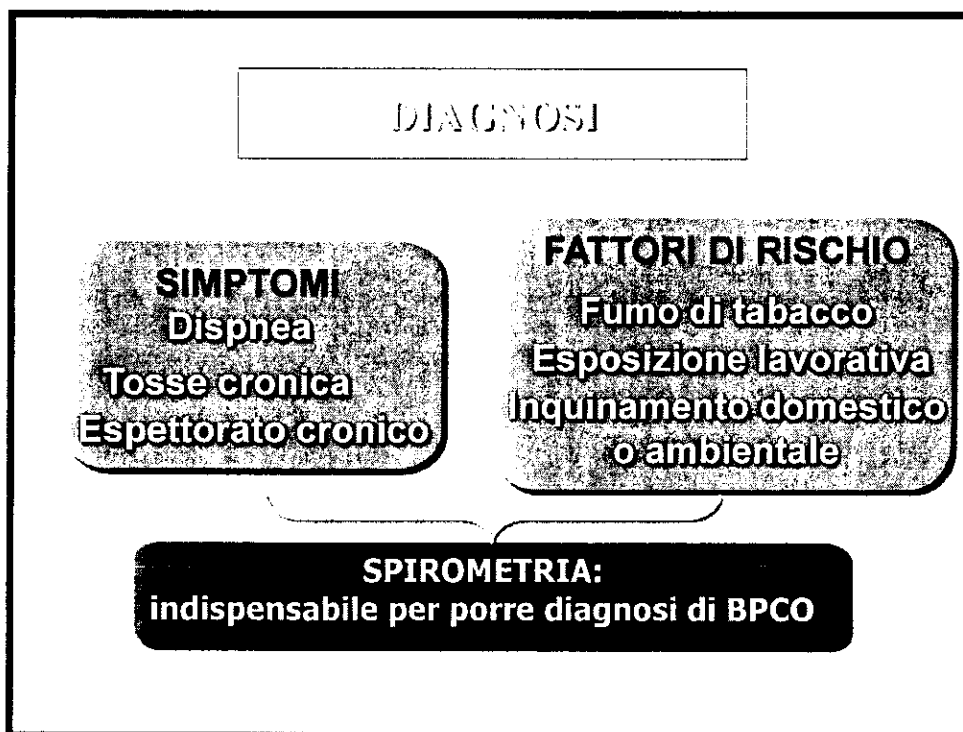 DIAGNOSI
SIMPTOMI
Dispnea
Tosse cronica
Espettorato cronico
FATTORI DI RISCHIO
Fumo di tabacco
Esposizione lavorativa
Inquinamento domestico
o ambientale
SPIROMETRIA:
indispensabile per porre diagnosi di BPCO